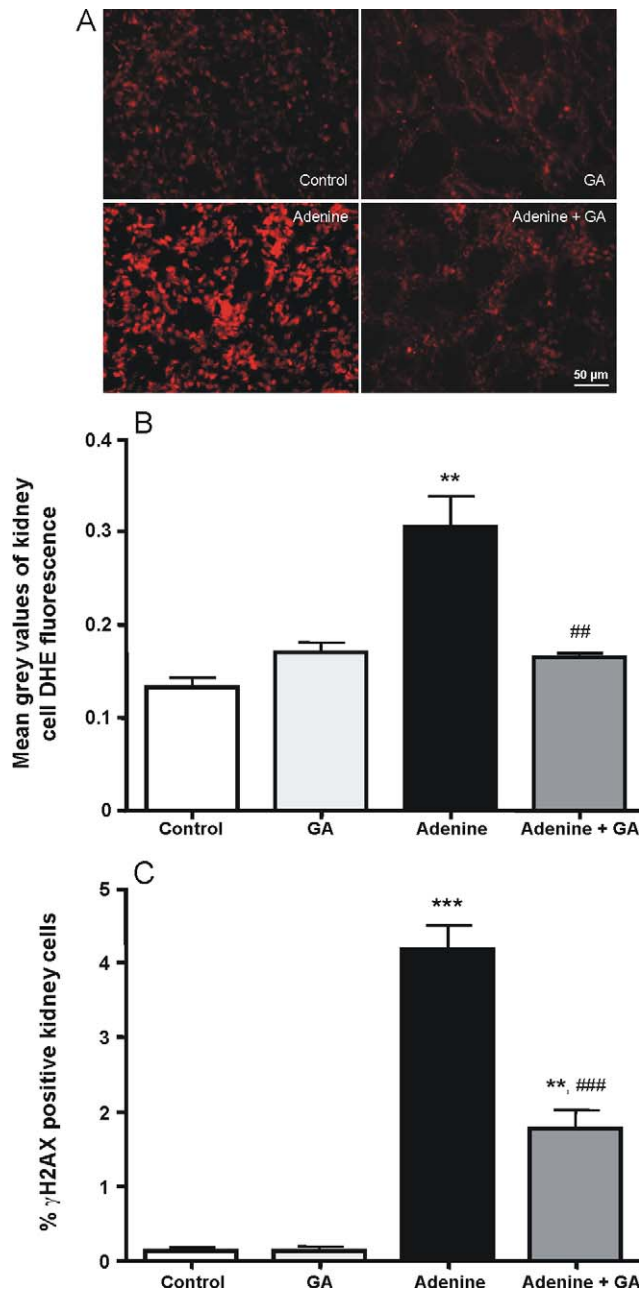 A
Control
GA
Adenine
Adenine + GA
50 µm
B
Mean grey values of kidney
cell DHE fluorescence
0.4
0.3
0.2
0.1
0
**
##
Control
GA
Adenine
Adenine + GA
C
% γH2AX positive kidney cells
5
4
3
2
1
0
***
**, ###
Control
GA
Adenine
Adenine + GA